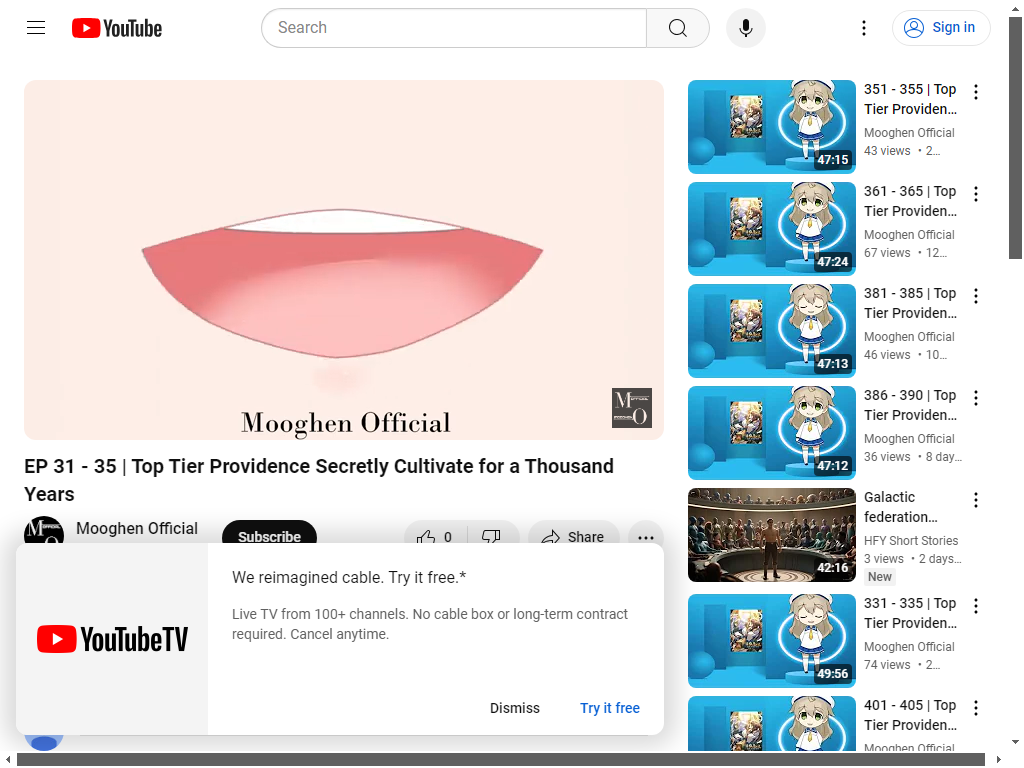 YouTube
Search
Sign in
Mooghen Official
EP 31 - 35 | Top Tier Providence Secretly Cultivate for a Thousand
Years
Mooghen Official
Subscribe
0
Share
YouTubeTV
We reimagined cable. Try it free.*
Live TV from 100+ channels. No cable box or long-term contract
required. Cancel anytime.
Dismiss
Try it free
351 - 355 | Top
Tier Providen...
Mooghen Official
43 views • 2...
47:15
361 - 365 | Top
Tier Providen...
Mooghen Official
67 views • 12...
47:24
381 - 385 | Top
Tier Providen...
Mooghen Official
46 views • 10...
47:13
386 - 390 | Top
Tier Providen...
Mooghen Official
36 views • 8 day...
47:12
Galactic
federation...
HFY Short Stories
3 views • 2 days...
New
42:16
331 - 335 | Top
Tier Providen...
Mooghen Official
74 views • 2...
49:56
401 - 405 | Top
Tier Providen...
Mooghen Official